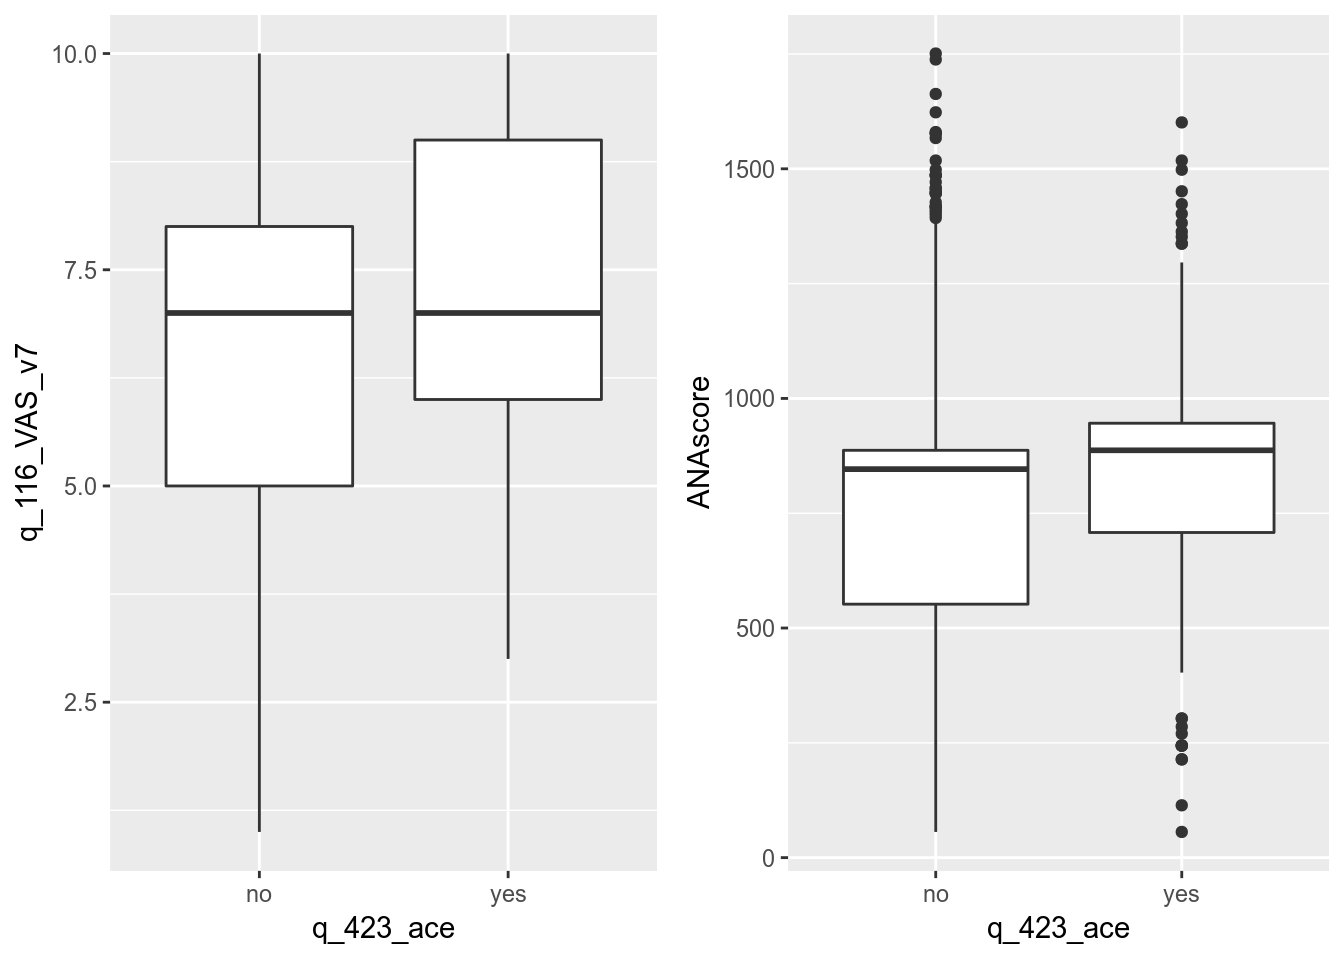 q_116_VAS_v7
10.0
7.5
5.0
2.5
no
yes
q_423_ace
ANAscore
1500
1000
500
0
no
yes
q_423_ace